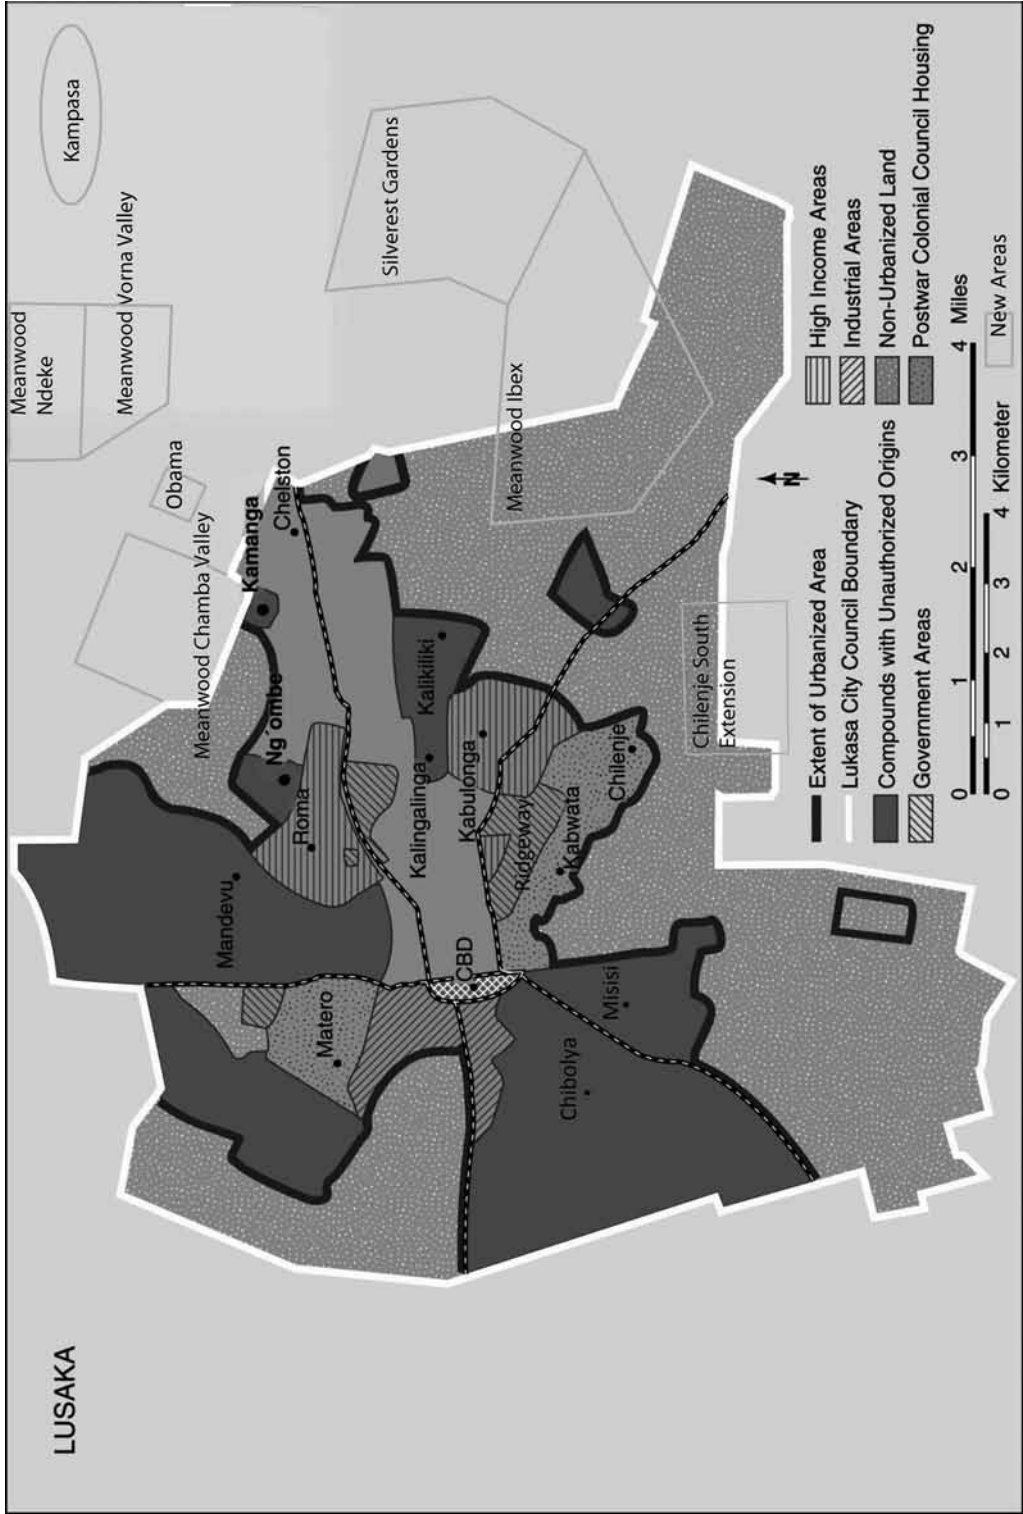 LUSAKA
Kampasa
Meanwood
Ndeke
Meanwood Vorna Valley
Obama
Silverest Gardens
Meanwood Chamba Valley
Kamanga
Chelston
Meanwood Ibex
Ng'ombe
Roma
Mandevu
Matero
Kalikiliki
Kalingalinga
Kabulonga
CBD
Ridgeway
Kabwata
Chilenje
Chilenje South
Extension
Misisi
Chibolya
N
0 1 2 3 4 Miles
0 1 2 3 4 Kilometer
Extent of Urbanized Area
Lukasa City Council Boundary
Compounds with Unauthorized Origins
Government Areas
High Income Areas
Industrial Areas
Non-Urbanized Land
Postwar Colonial Council Housing
New Areas